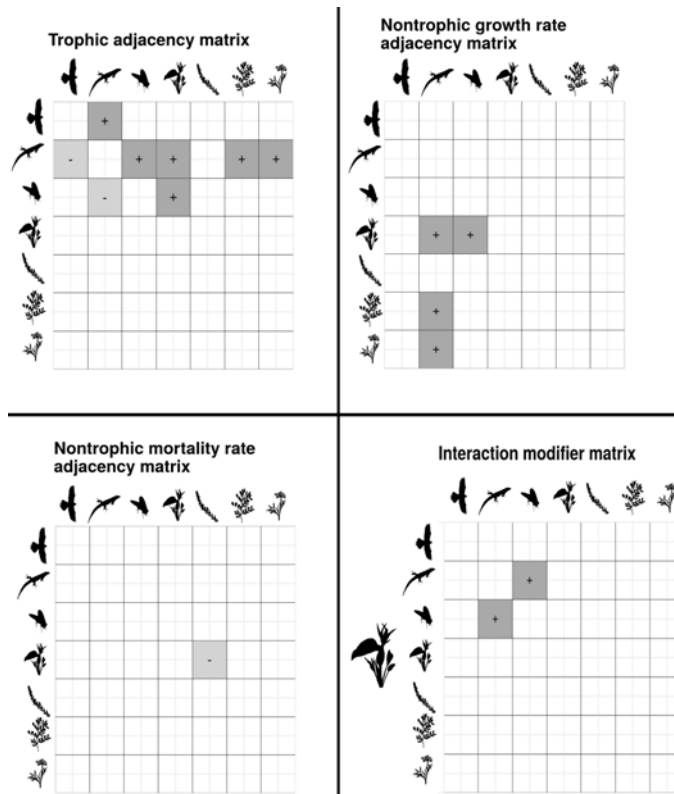 Trophic adjacency matrix
+
- + + + +
- +
Nontrophic growth rate
adjacency matrix
+ +
+
+
Nontrophic mortality rate
adjacency matrix
-
Interaction modifier matrix
+
+